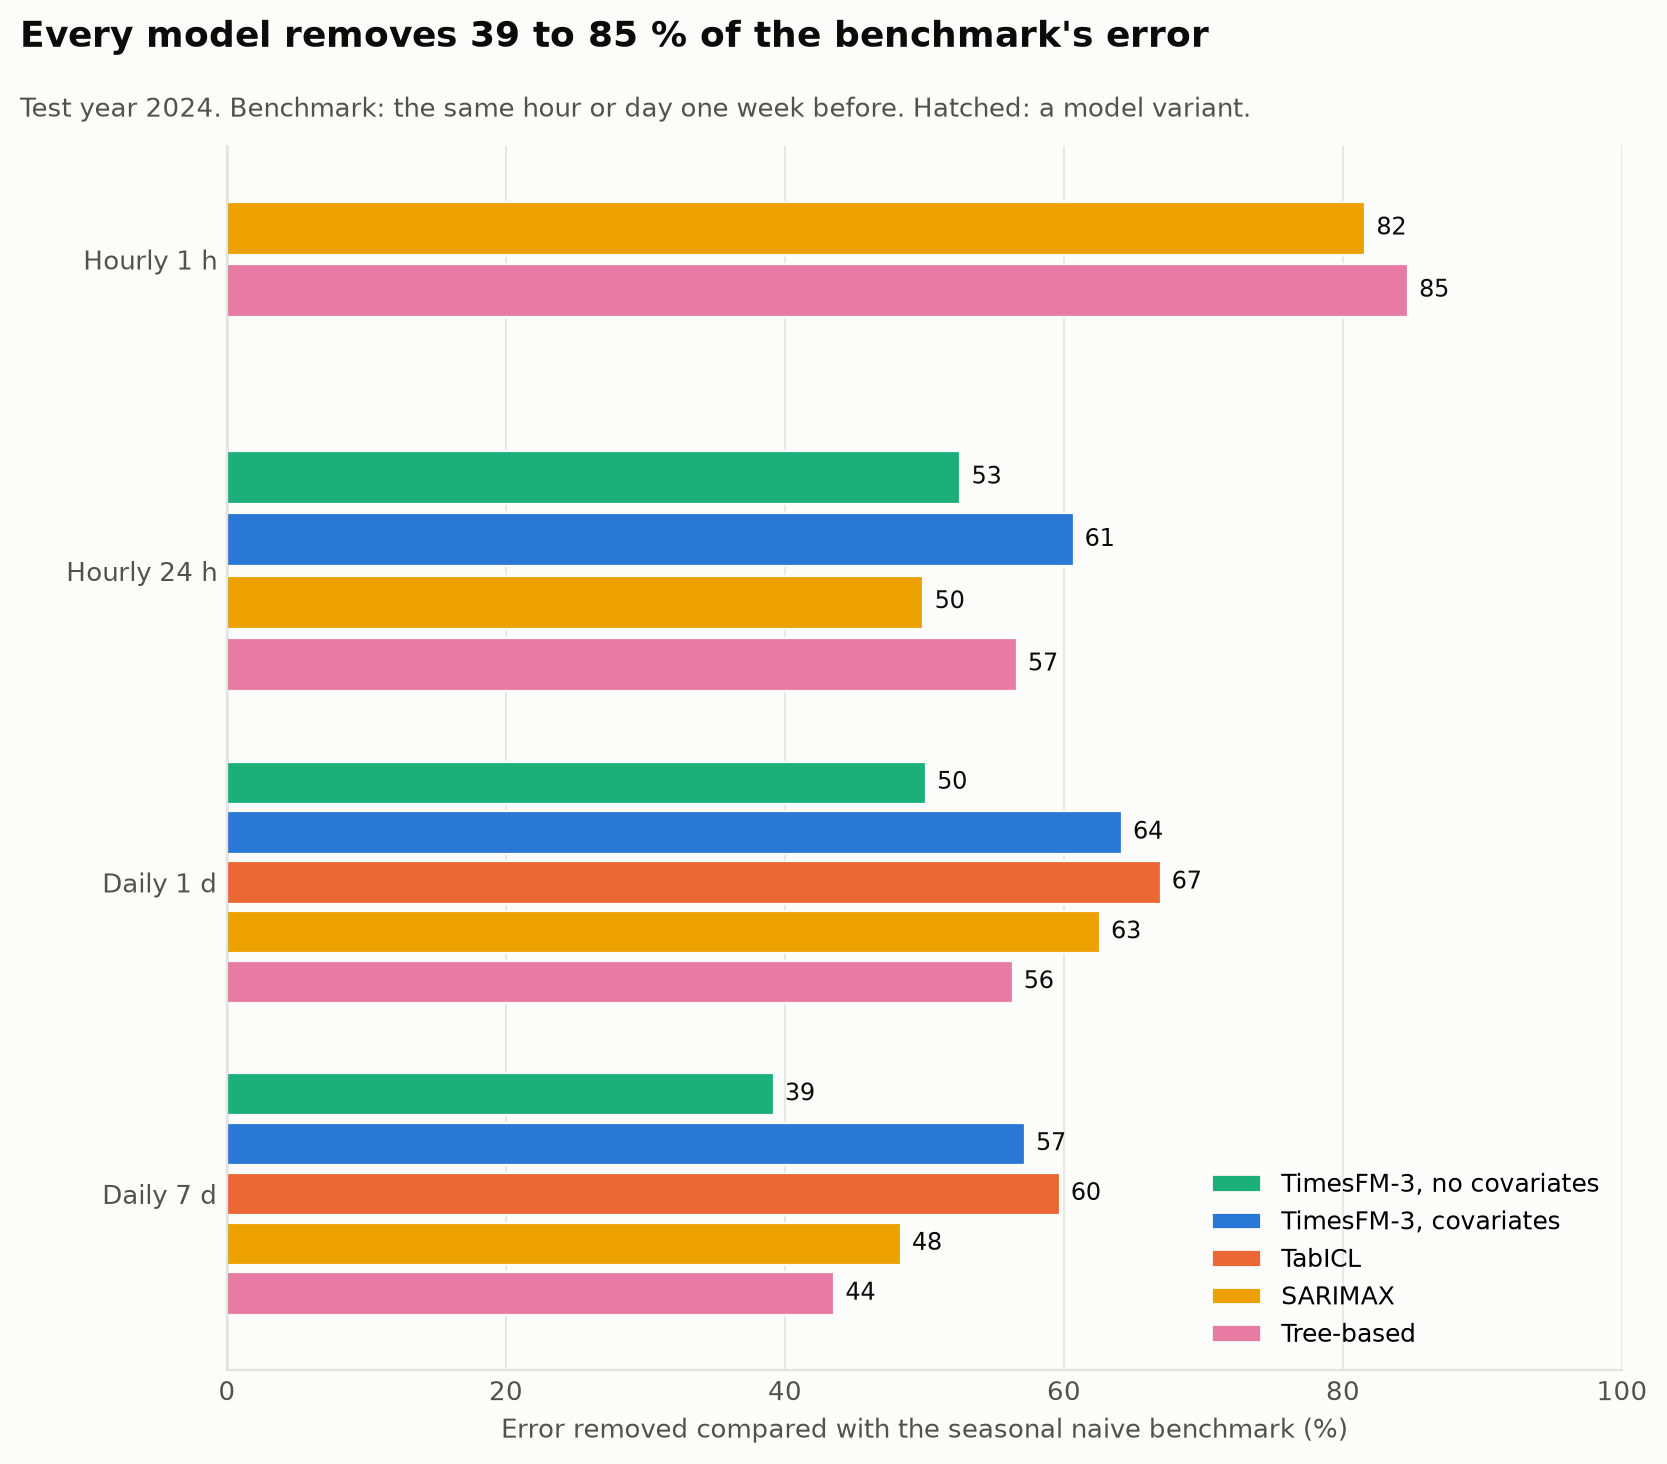 Every model removes 39 to 85 % of the benchmark's error
Test year 2024. Benchmark: the same hour or day one week before. Hatched: a model variant.
Hourly 1 h
82
85
Hourly 24 h
53
61
50
57
Daily 1 d
50
64
67
63
56
Daily 7 d
39
57
60
48
44
TimesFM-3, no covariates
TimesFM-3, covariates
TabICL
SARIMAX
Tree-based
0 20 40 60 80 100
Error removed compared with the seasonal naive benchmark (%)